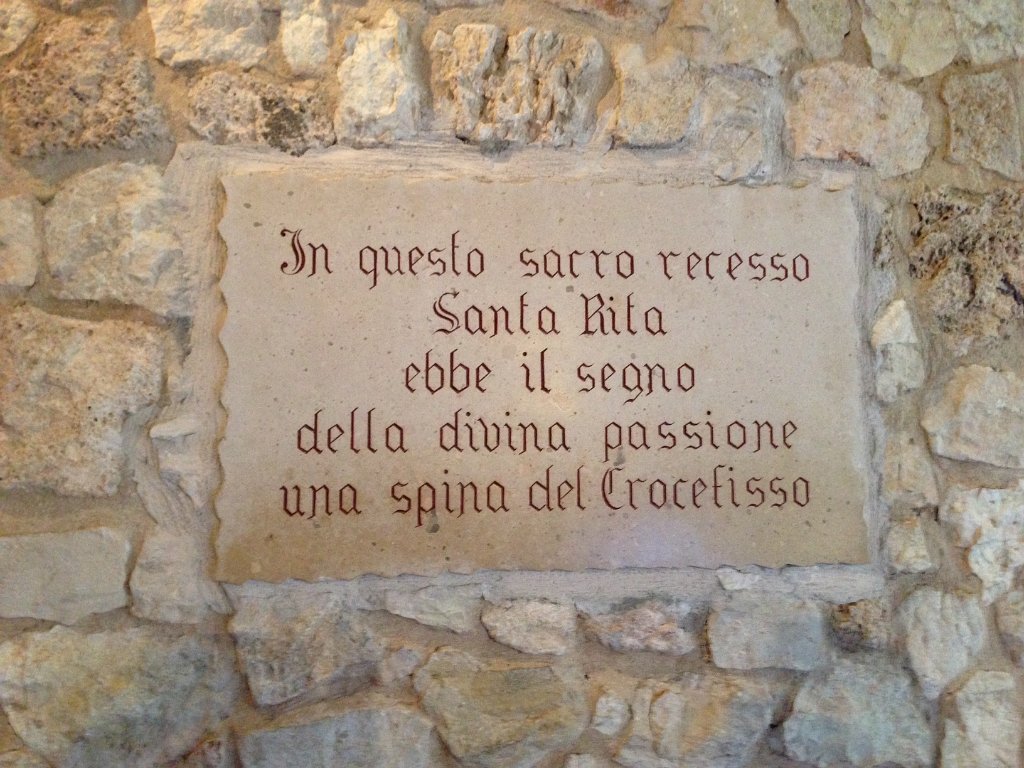 In questo sacro recesso
Santa Rita
ebbe il segno
della divina passione
una spina del Crocefisso